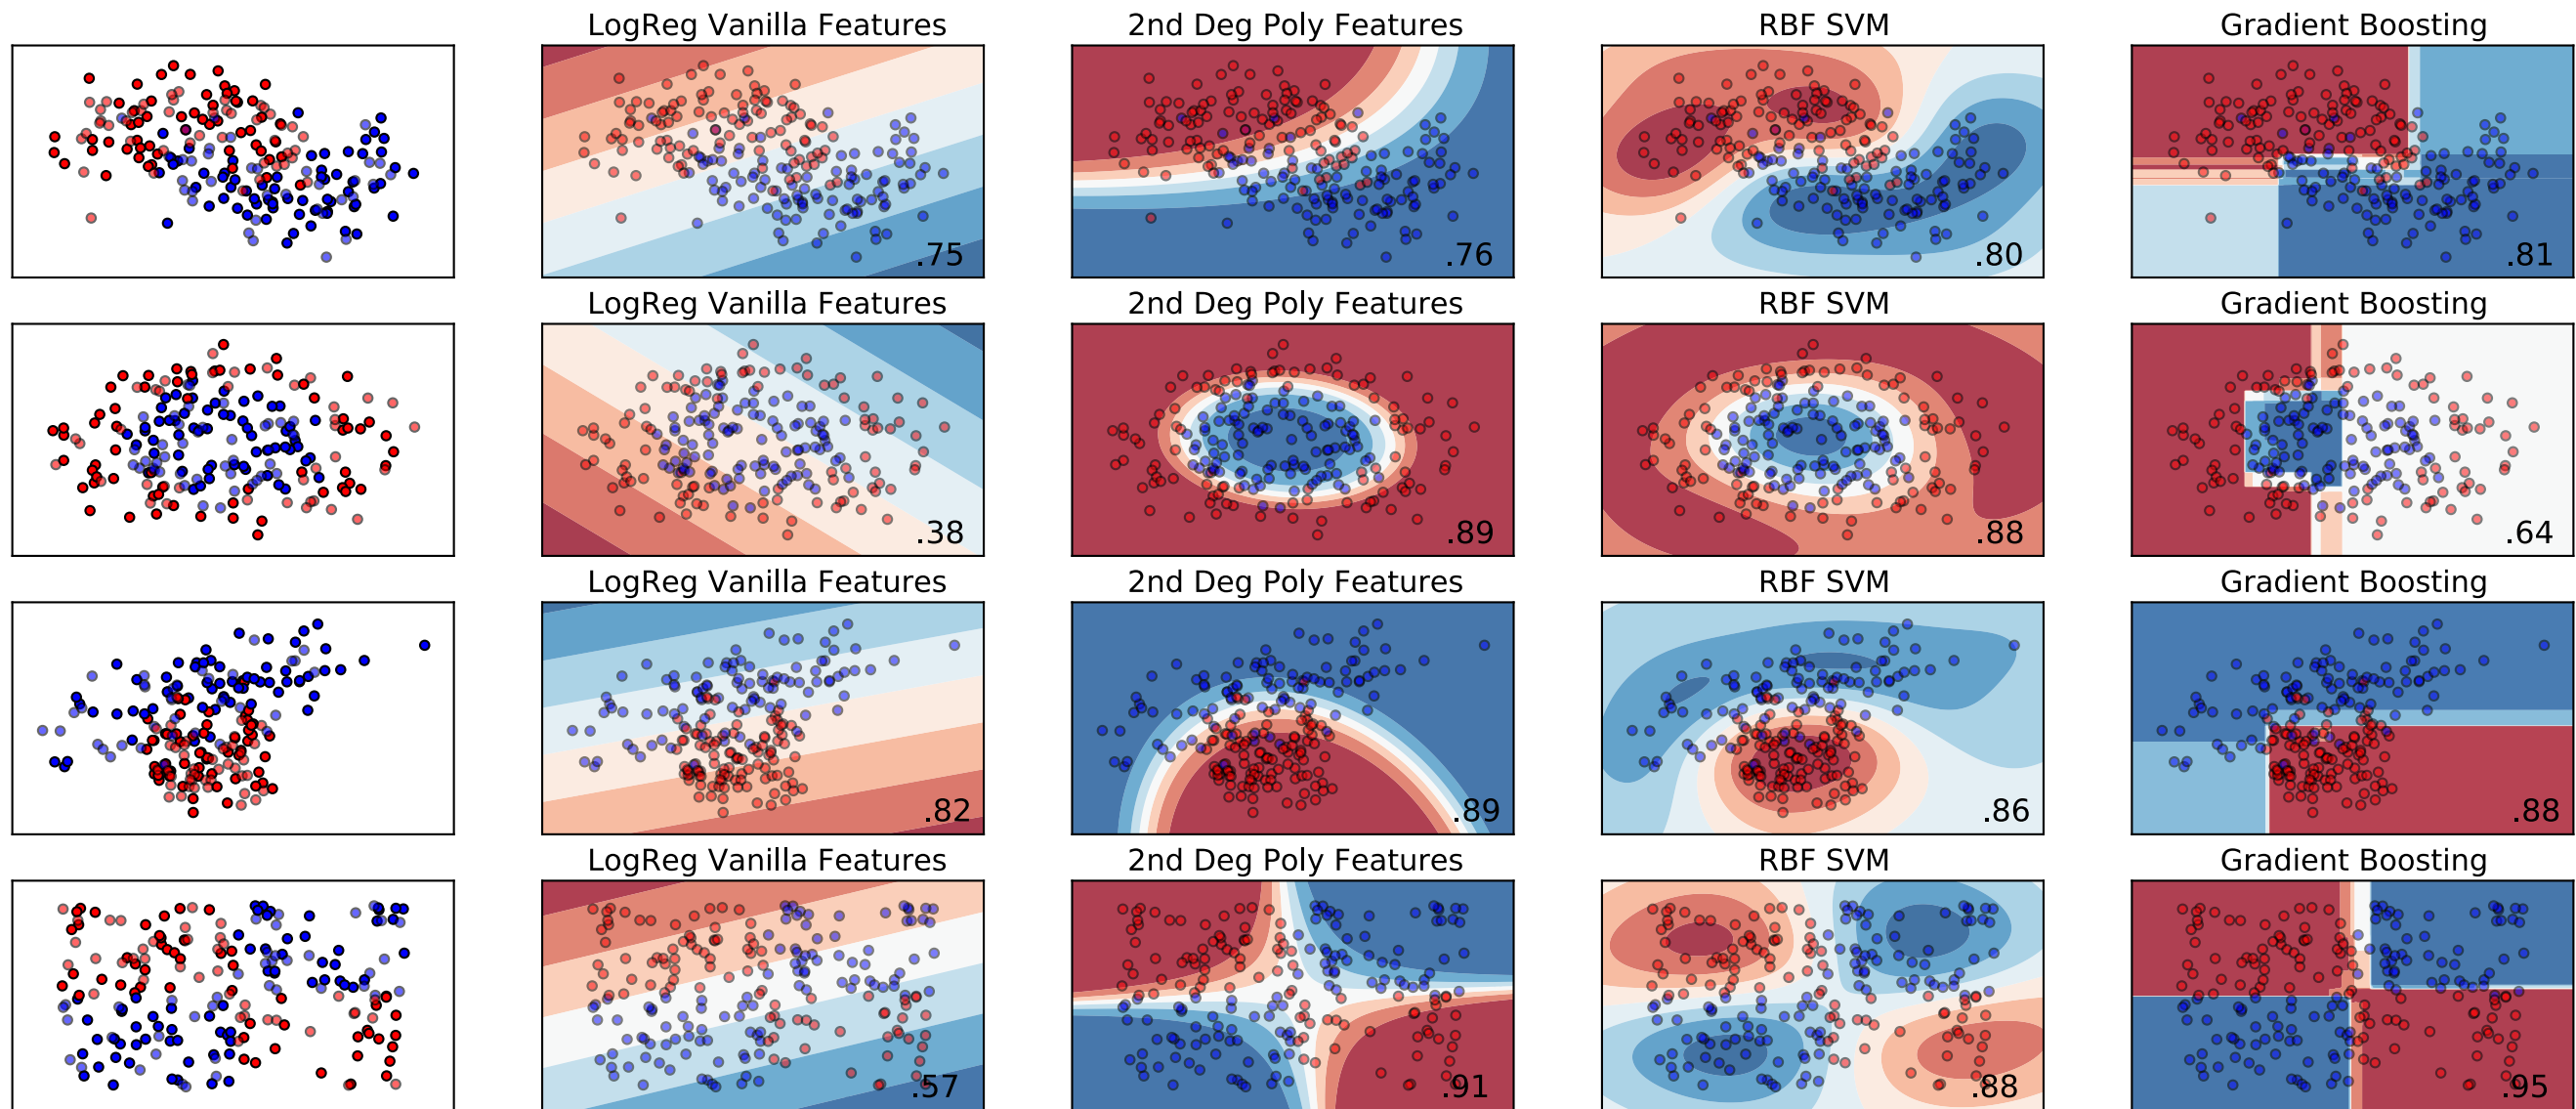 LogReg Vanilla Features 2nd Deg Poly Features RBF SVM Gradient Boosting
.75 .76 .80 .81
LogReg Vanilla Features 2nd Deg Poly Features RBF SVM Gradient Boosting
.38 .89 .88 .64
LogReg Vanilla Features 2nd Deg Poly Features RBF SVM Gradient Boosting
.82 .89 .86 .88
LogReg Vanilla Features 2nd Deg Poly Features RBF SVM Gradient Boosting
.57 .91 .88 .95